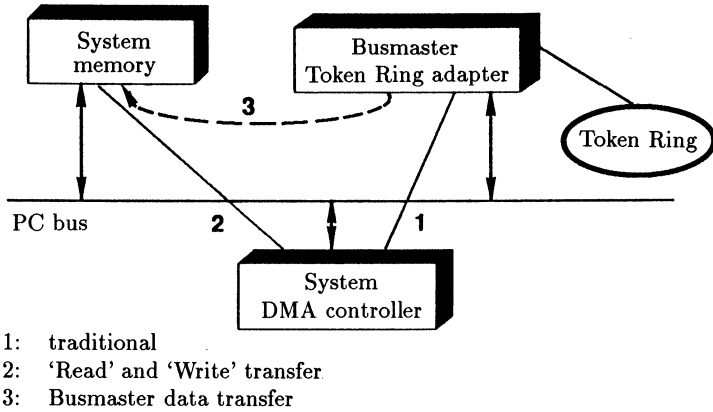 System
memory
Busmaster
Token Ring adapter
3
Token Ring
PC bus
2
1
System
DMA controller
1: traditional
2: ‘Read’ and ‘Write’ transfer
3: Busmaster data transfer